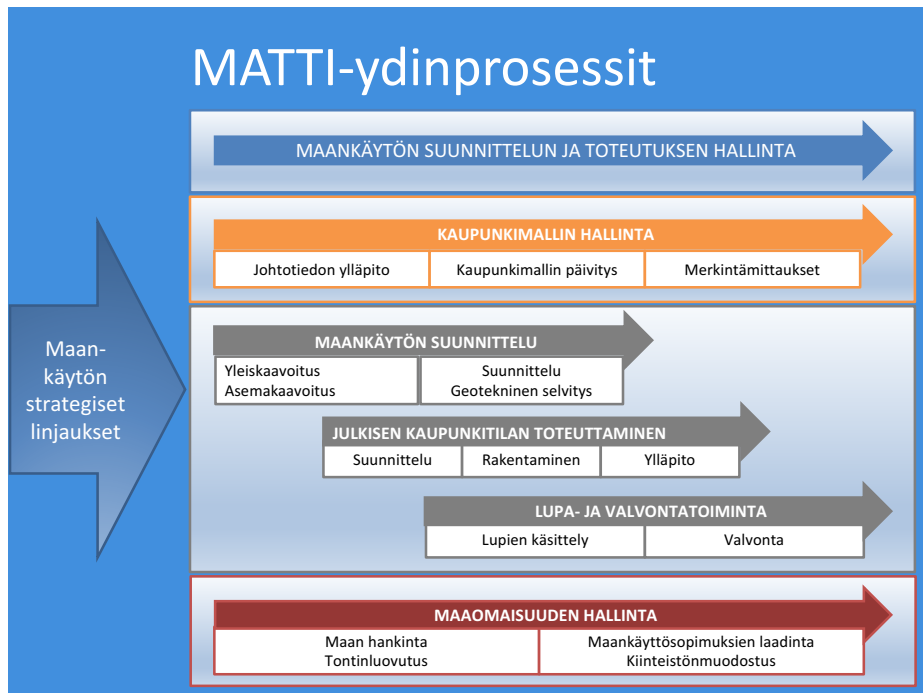 MATTI-ydinprosessit
MAANKÄYTÖN SUUNNITTELUN JA TOTEUTUKSEN HALLINTA
KAUPUNKIMALLIN HALLINTA
Johtotiedon ylläpito
Kaupunkimallin päivitys
Merkintämittaukset
Maan-
käytön
strategiset
linjaukset
MAANKÄYTÖN SUUNNITTELU
Yleiskaavoitus
Asemakaavoitus
Suunnittelu
Geotekninen selvitys
JULKISEN KAUPUNKITILAN TOTEUTTAMINEN
Suunnittelu
Rakentaminen
Ylläpito
LUPA- JA VALVONTATOIMINTA
Lupien käsittely
Valvonta
MAAOMAISUUDEN HALLINTA
Maan hankinta
Tontinluovutus
Maankäyttösopimuksien laadinta
Kiinteistönmuodostus